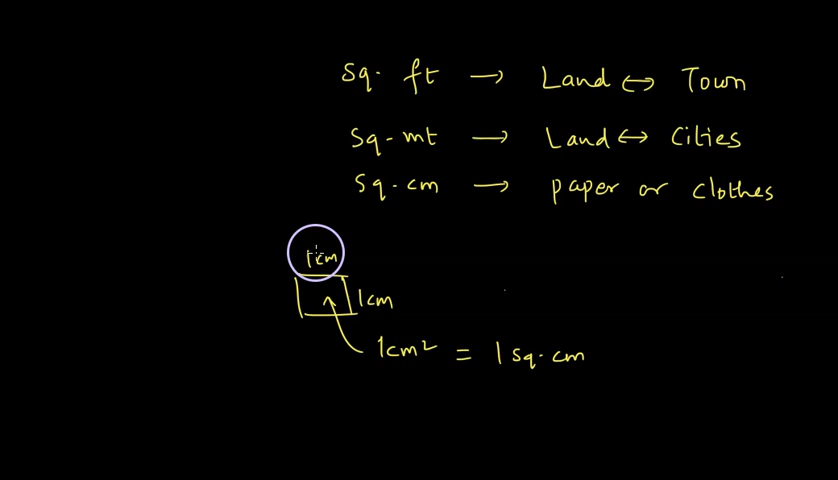 Sq. ft → Land ↔ Town
Sq-mt → Land ↔ Cities
Sq.cm → paper or clothes
1cm
1cm
1cm² = 1 Sq.cm